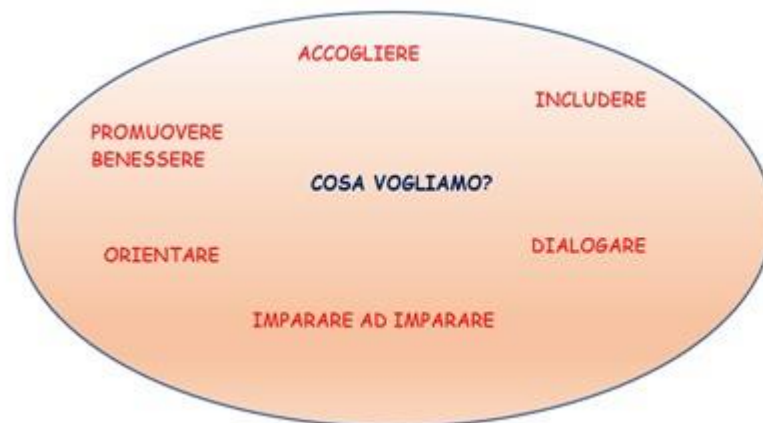 ACCOGLIERE
INCLUDERE
PROMUOVERE
BENESSERE
COSA VOGLIAMO?
ORIENTARE
DIALOGARE
IMPARARE AD IMPARARE